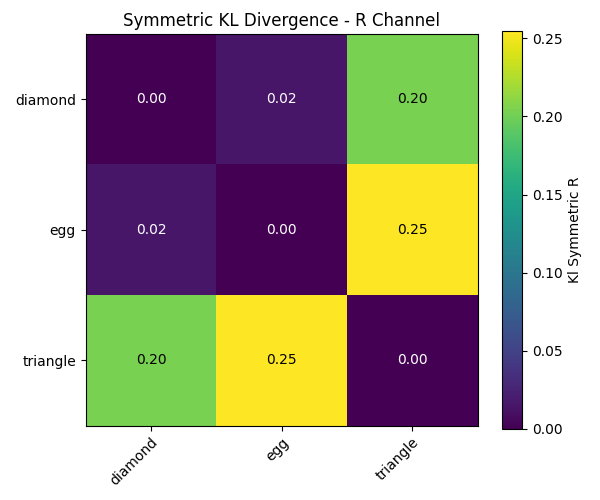 Symmetric KL Divergence - R Channel
diamond
0.00
0.02
0.20
egg
0.02
0.00
0.25
triangle
0.20
0.25
0.00
diamond
egg
triangle
0.25
0.20
0.15
0.10
0.05
0.00
Kl Symmetric R